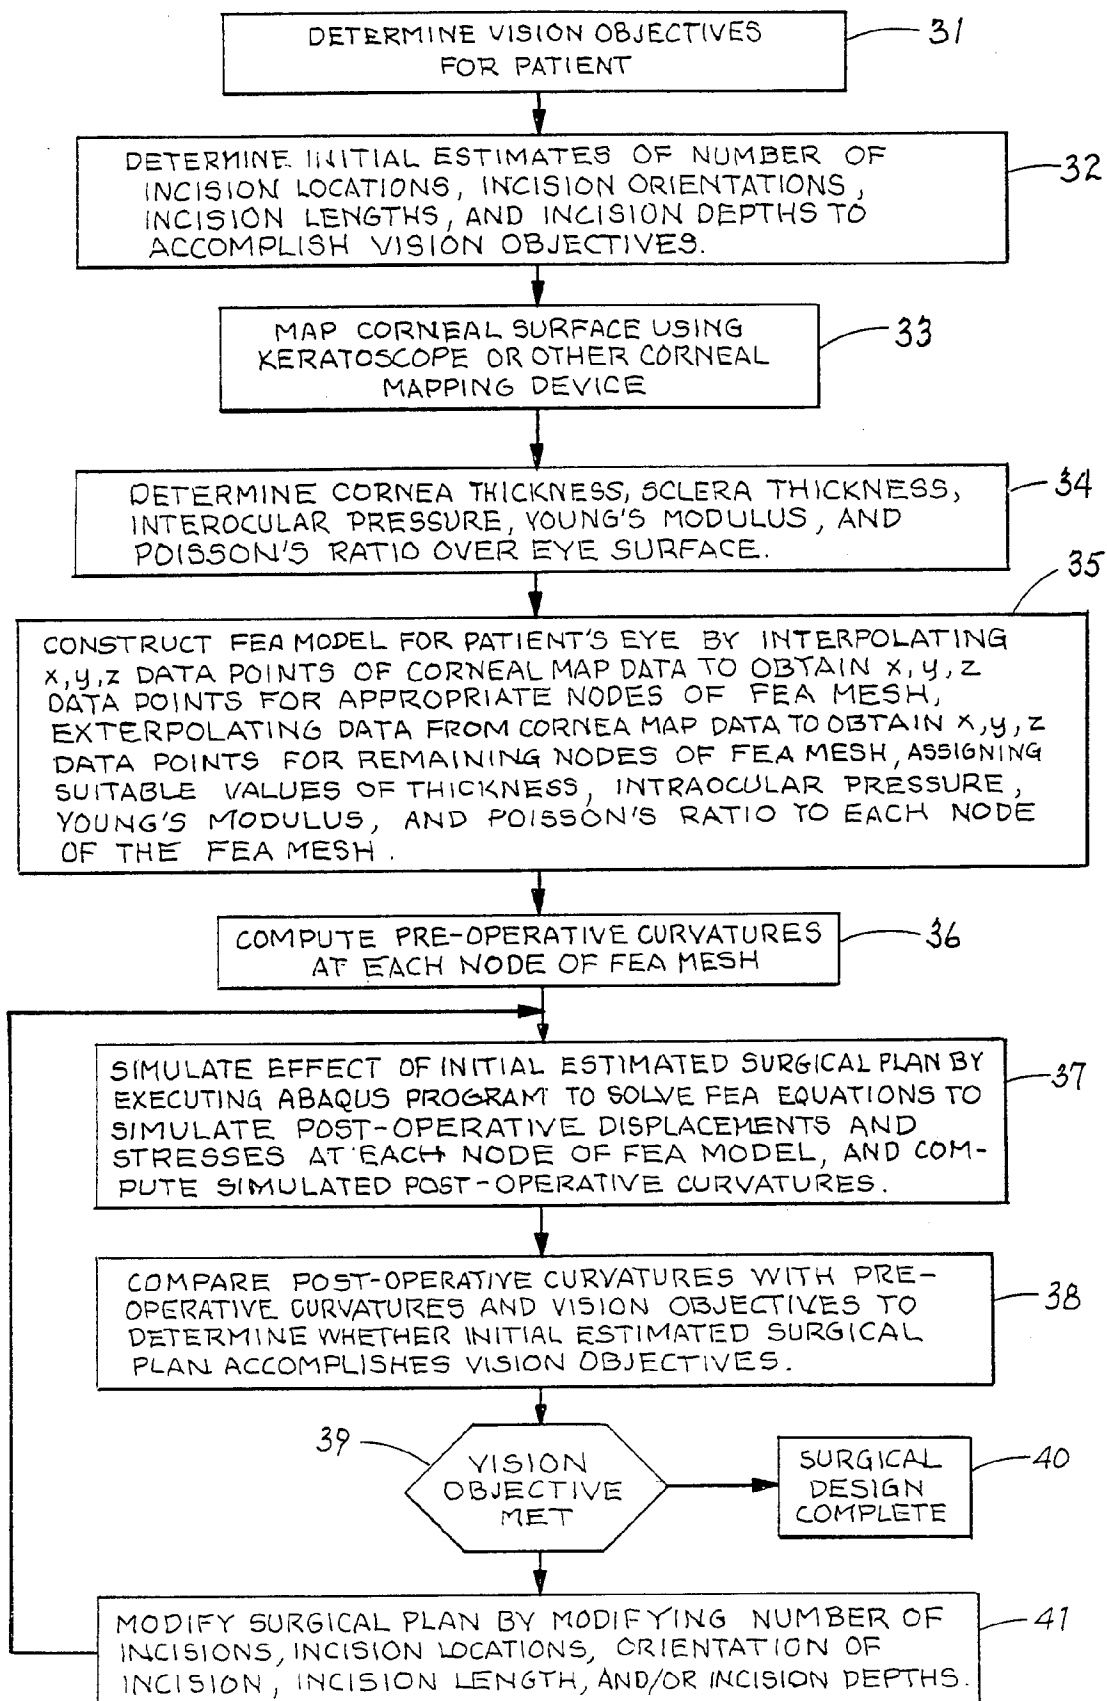 DETERMINE VISION OBJECTIVES
FOR PATIENT
31
DETERMINE INITIAL ESTIMATES OF NUMBER OF
INCISION LOCATIONS, INCISION ORIENTATIONS,
INCISION LENGTHS, AND INCISION DEPTHS TO
ACCOMPLISH VISION OBJECTIVES.
32
MAP CORNEAL SURFACE USING
KERATOSCOPE OR OTHER CORNEAL
MAPPING DEVICE
33
DETERMINE CORNEA THICKNESS, SCLERA THICKNESS,
INTEROCULAR PRESSURE, YOUNG'S MODULUS, AND
POISSON'S RATIO OVER EYE SURFACE.
34
35
CONSTRUCT FEA MODEL FOR PATIENT'S EYE BY INTERPOLATING
x,y,z DATA POINTS OF CORNEAL MAP DATA TO OBTAIN x,y,z
DATA POINTS FOR APPROPRIATE NODES OF FEA MESH,
EXTERPOLATING DATA FROM CORNEA MAP DATA TO OBTAIN x,y,z
DATA POINTS FOR REMAINING NODES OF FEA MESH, ASSIGNING
SUITABLE VALUES OF THICKNESS, INTRAOCULAR PRESSURE,
YOUNG'S MODULUS, AND POISSON'S RATIO TO EACH NODE
OF THE FEA MESH.
COMPUTE PRE-OPERATIVE CURVATURES
AT EACH NODE OF FEA MESH
36
SIMULATE EFFECT OF INITIAL ESTIMATED SURGICAL PLAN BY
EXECUTING ABAQUS PROGRAM TO SOLVE FEA EQUATIONS TO
SIMULATE POST-OPERATIVE DISPLACEMENTS AND
STRESSES AT EACH NODE OF FEA MODEL, AND COM-
PUTE SIMULATED POST-OPERATIVE CURVATURES.
37
COMPARE POST-OPERATIVE CURVATURES WITH PRE-
OPERATIVE CURVATURES AND VISION OBJECTIVES TO
DETERMINE WHETHER INITIAL ESTIMATED SURGICAL
PLAN ACCOMPLISHES VISION OBJECTIVES.
38
39
VISION
OBJECTIVE
MET
SURGICAL
DESIGN
COMPLETE
40
MODIFY SURGICAL PLAN BY MODIFYING NUMBER OF
INCISIONS, INCISION LOCATIONS, ORIENTATION OF
INCISION, INCISION LENGTH, AND/OR INCISION DEPTHS.
41